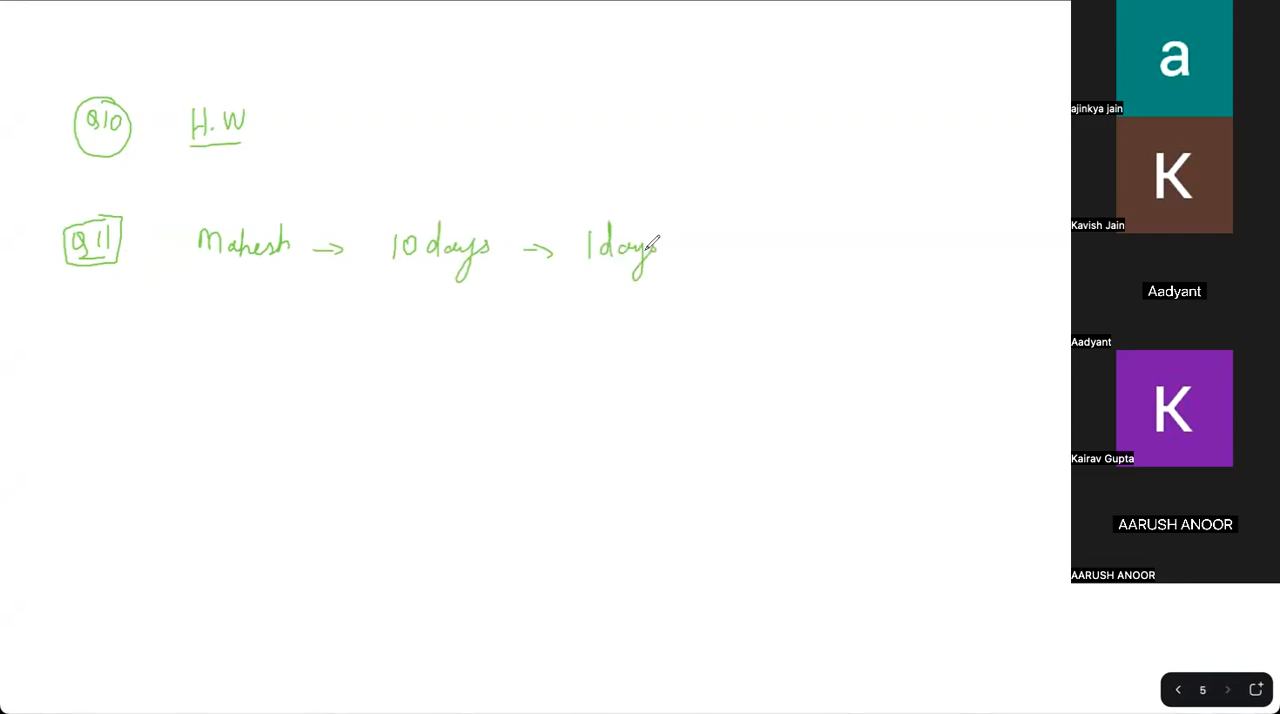 Q10 H.W
Q11 Mahesh → 10 days → 1 days
a
ajinkya jain
K
Kavish Jain
Aadyant
Aadyant
K
Kairav Gupta
AARUSH ANOOR
AARUSH ANOOR
5